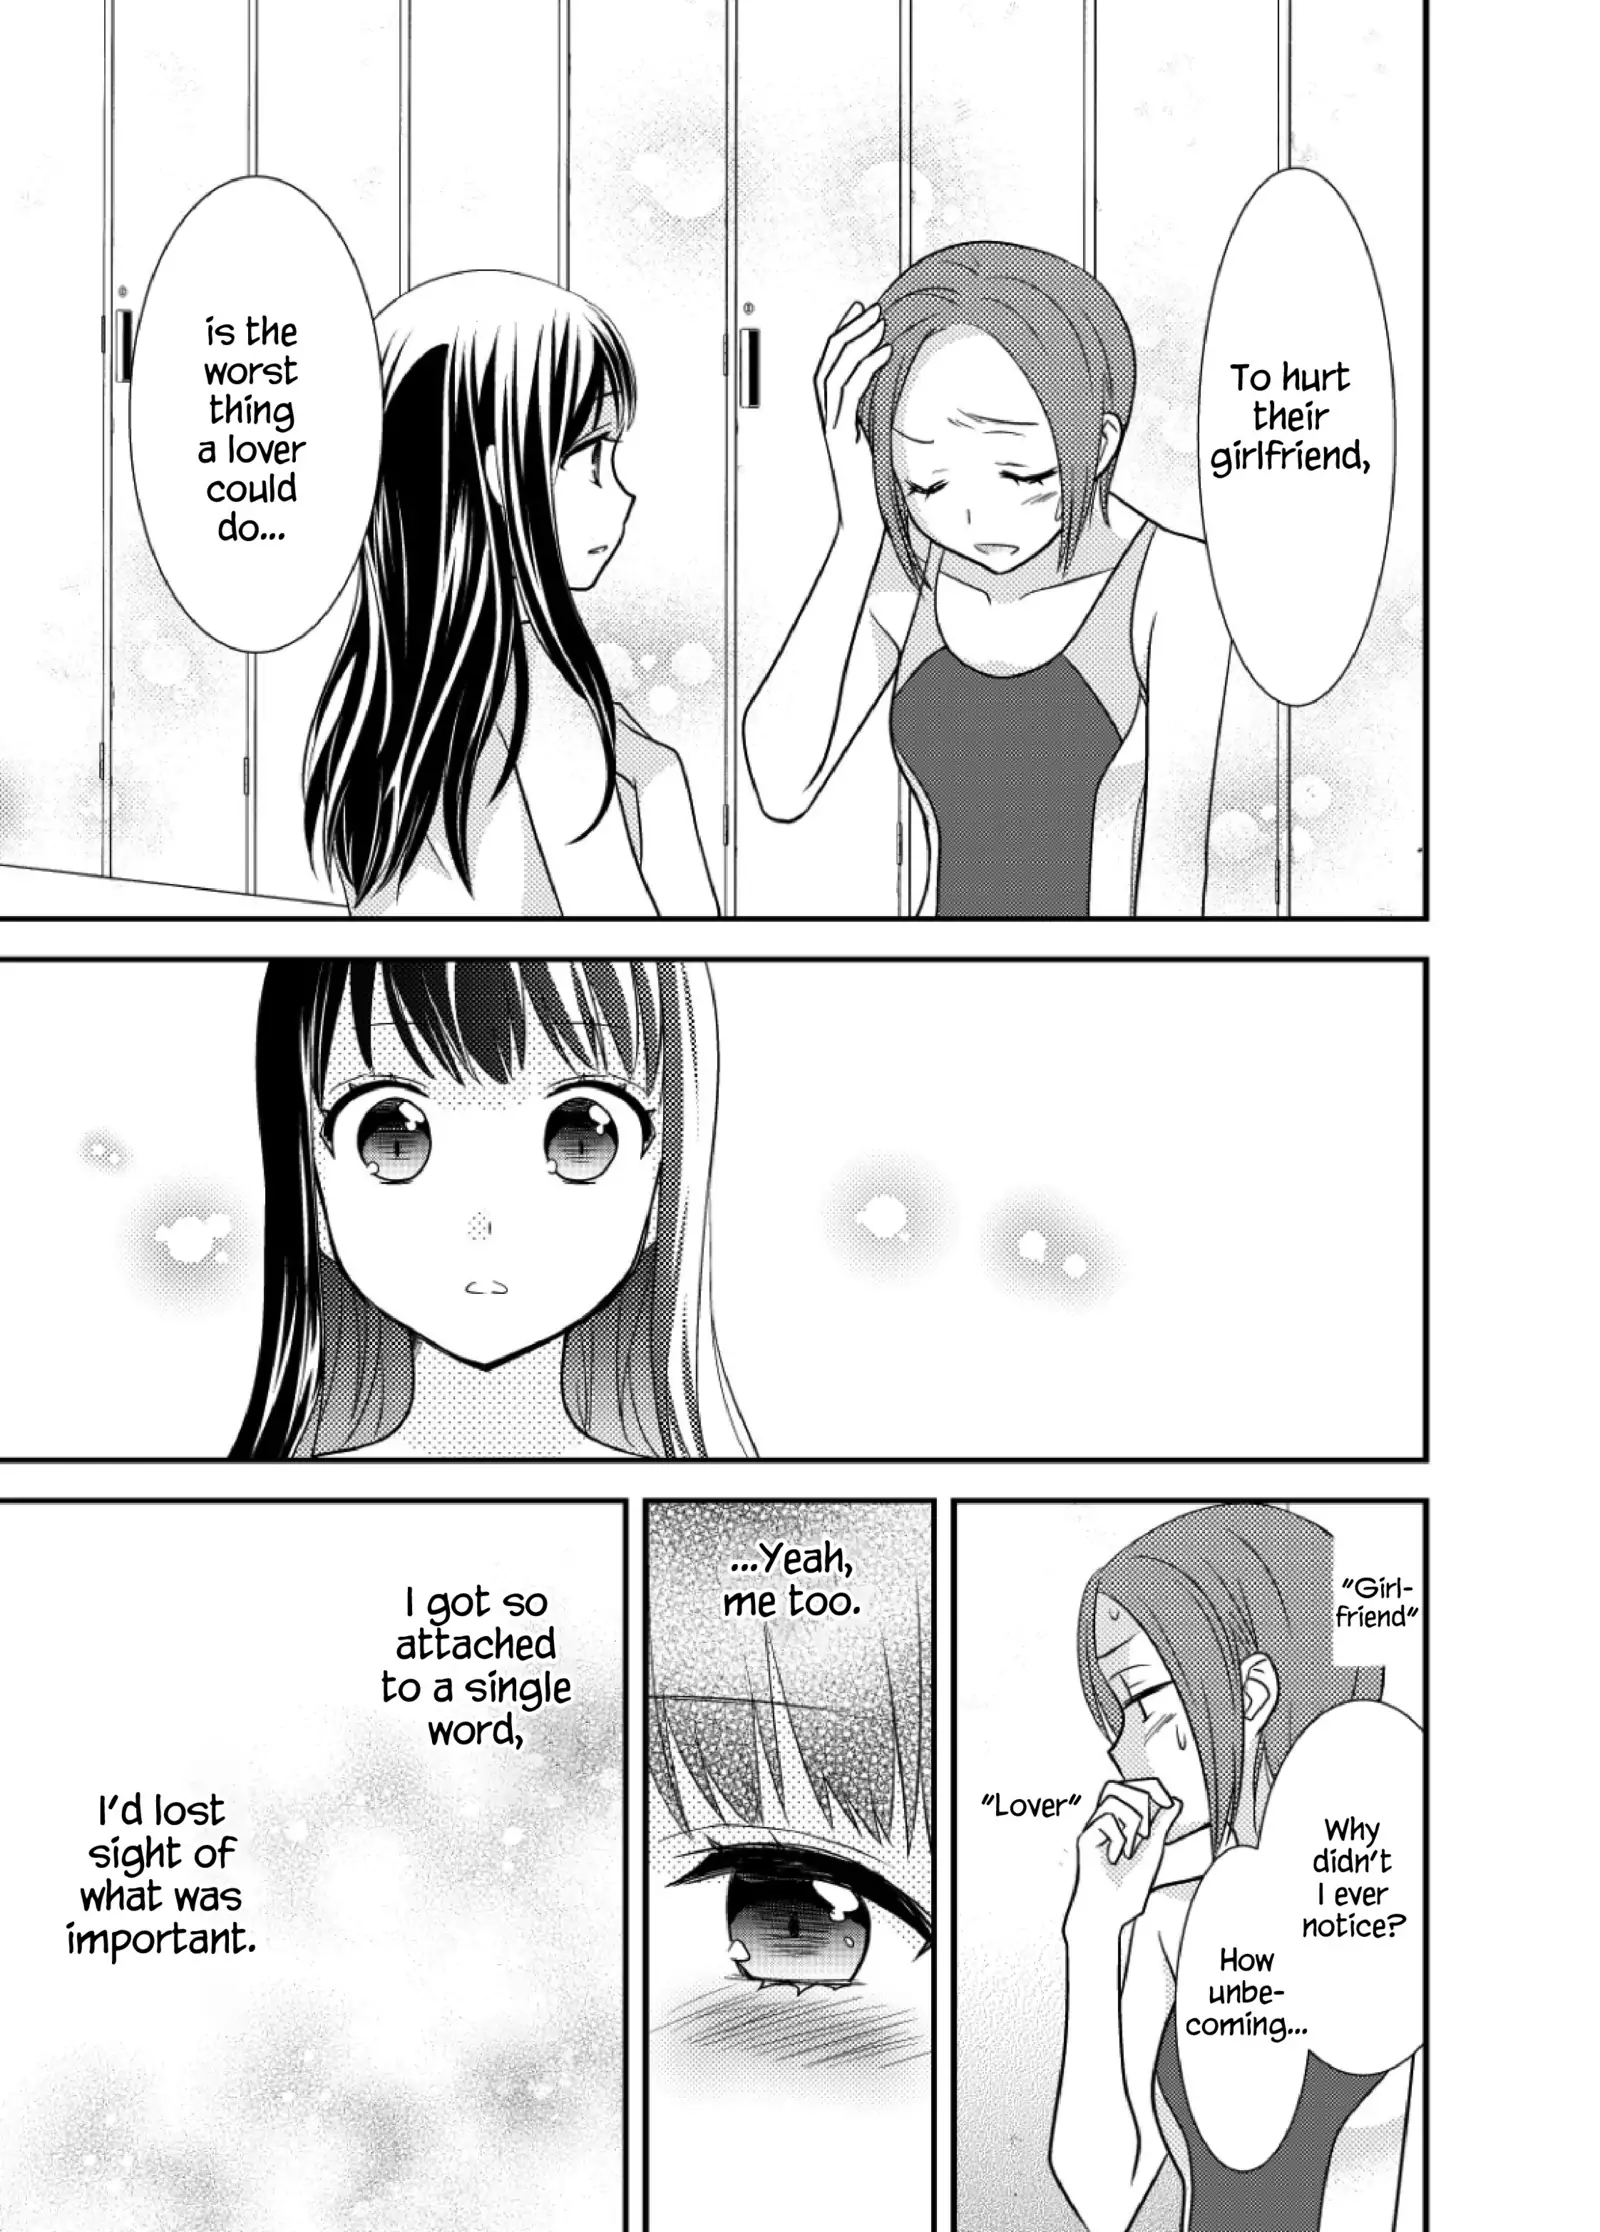 To hurt
their
girlfriend,
is the
worst
thing
a lover
could
do...
"Girl-
friend"
"Lover"
Why
didn't
I ever
notice?
How
unbe-
coming...
...Yeah,
me too.
I got so
attached
to a single
word,
I'd lost
sight of
what was
important.